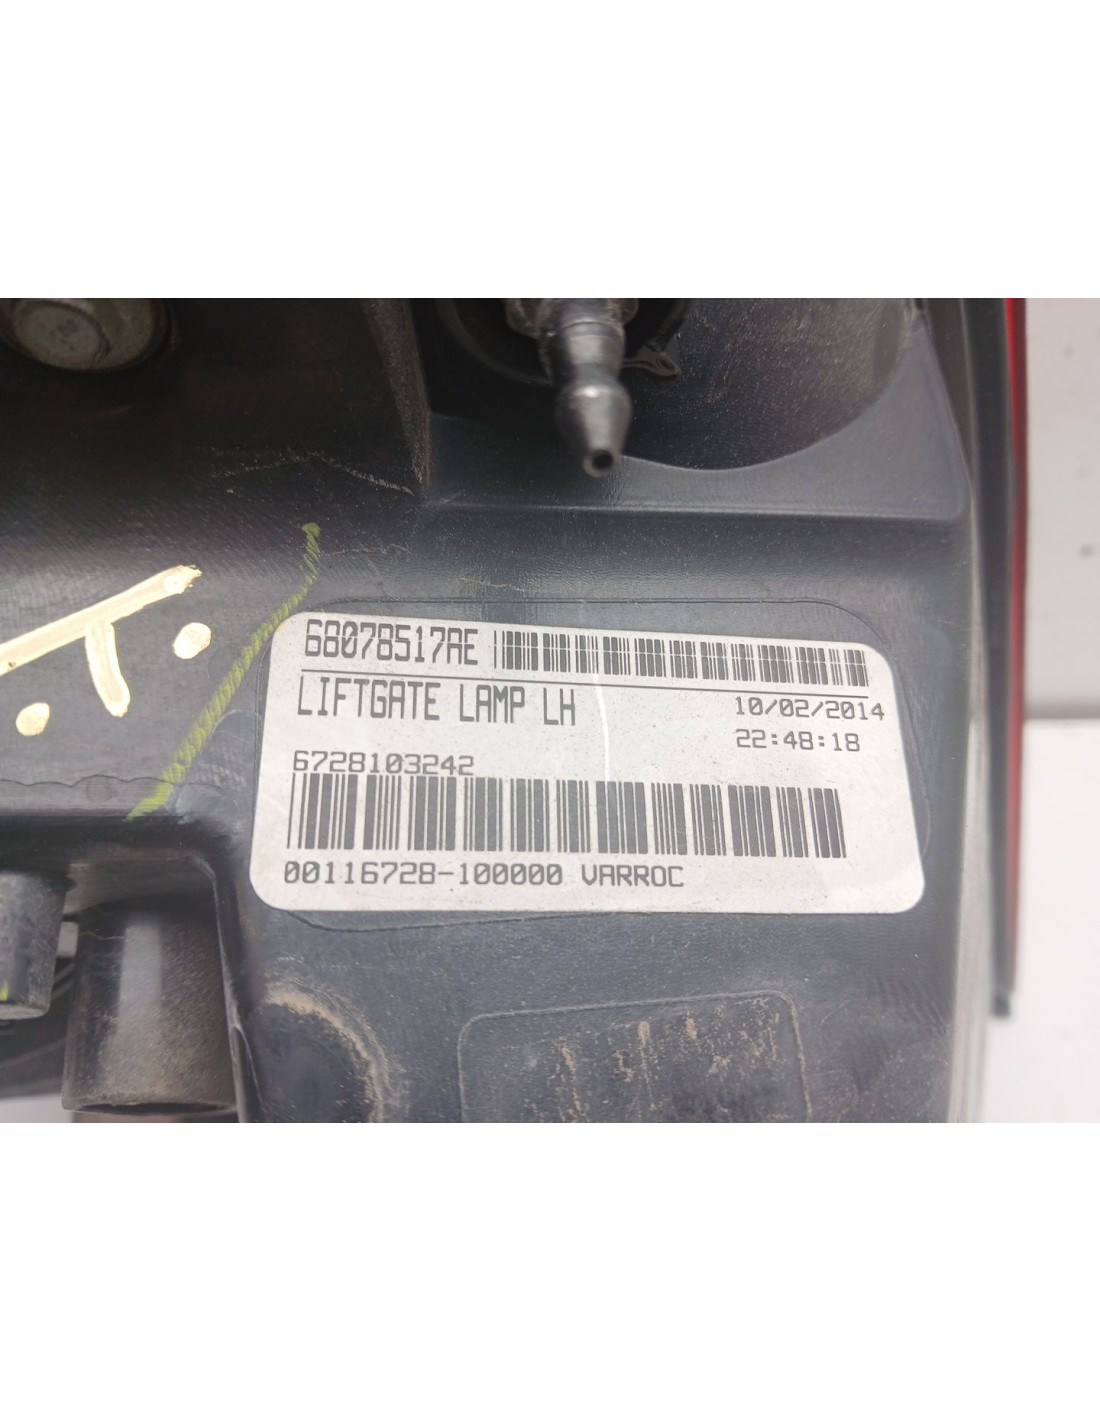 68078517AE
LIFTGATE LAMP LH
10/02/2014
22:48:18
6728103242
00116728-100000 VARROC